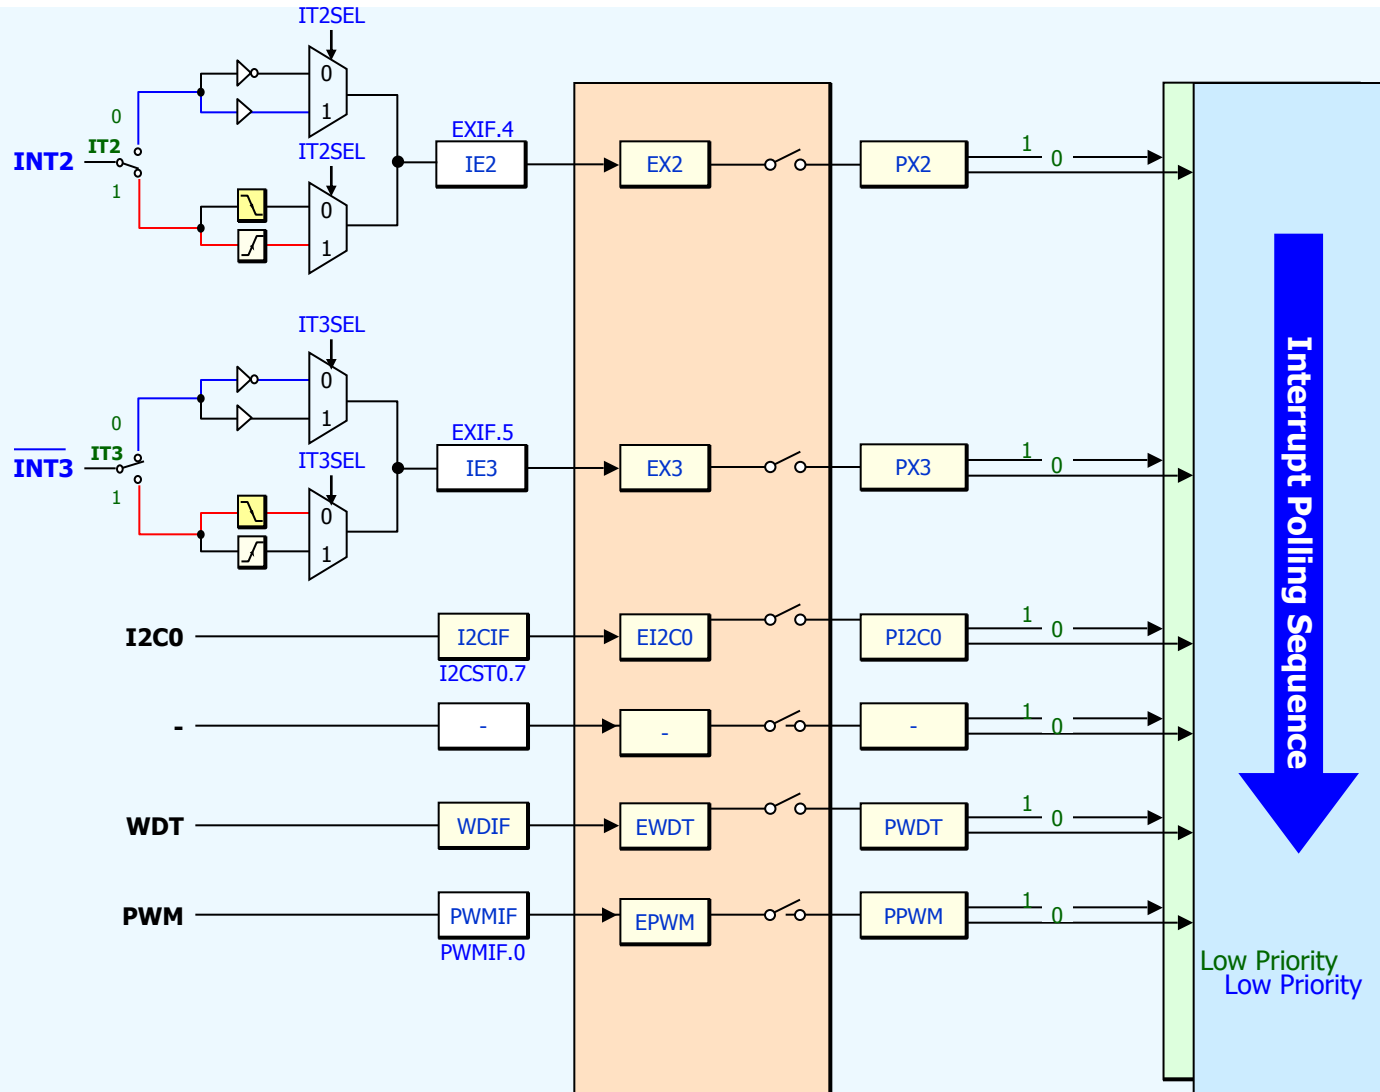 IT2SEL
0
1
0
IT2
INT2
1
IT2SEL
0
1
EXIF.4
IE2
EX2
PX2
1
0
IT3SEL
0
1
0
IT3
INT3
1
IT3SEL
0
1
EXIF.5
IE3
EX3
PX3
1
0
I2C0
I2CIF
I2CST0.7
EI2C0
PI2C0
1
0
-
-
-
-
1
0
WDT
WDIF
EWDT
PWDT
1
0
PWM
PWMIF
PWMIF.0
EPWM
PPWM
1
0
Interrupt Polling Sequence
Low Priority
Low Priority